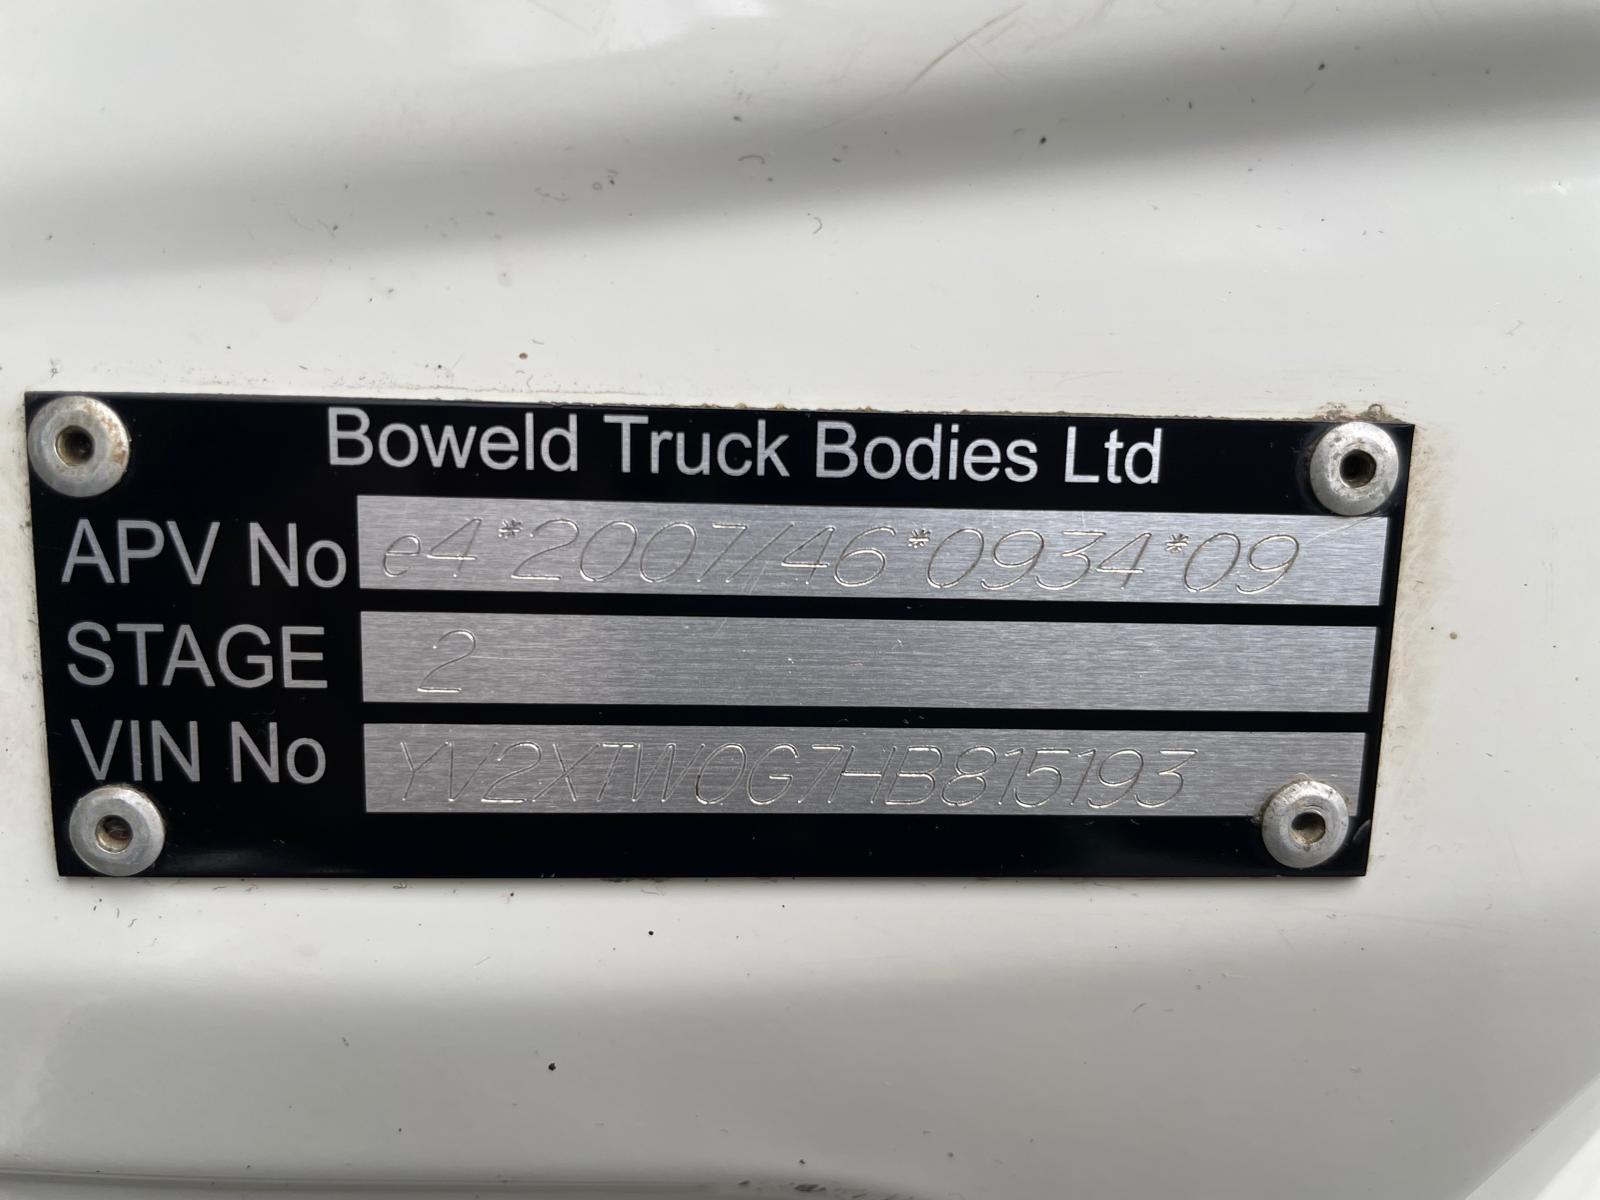 Boweld Truck Bodies Ltd
APV No e4*2007/46*0934*09
STAGE 2
VIN No YV2XTW0G7HB815193